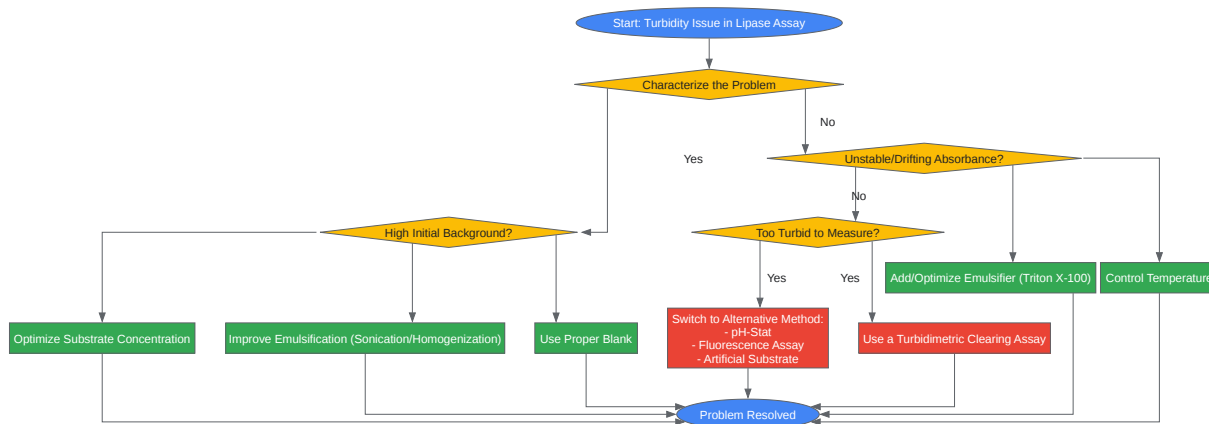 Start: Turbidity Issue in Lipase Assay
Characterize the Problem
No
Yes
Unstable/Drifting Absorbance?
No
High Initial Background?
Too Turbid to Measure?
Yes
Yes
Add/Optimize Emulsifier (Triton X-100)
Control Temperature
Optimize Substrate Concentration
Improve Emulsification (Sonication/Homogenization)
Use Proper Blank
Switch to Alternative Method:
- pH-Stat
- Fluorescence Assay
- Artificial Substrate
Use a Turbidimetric Clearing Assay
Problem Resolved